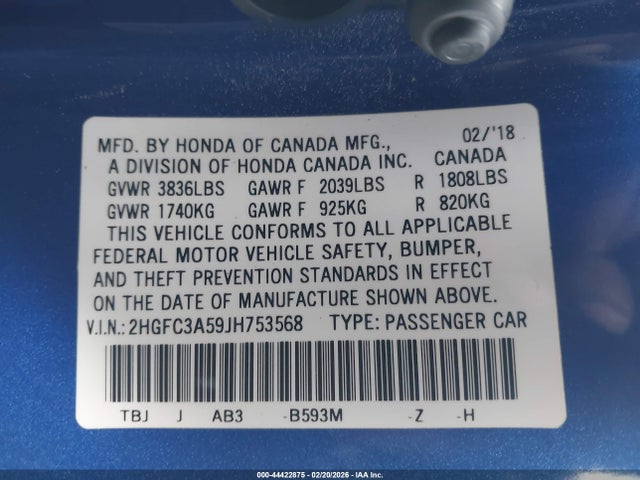 MFD. BY HONDA OF CANADA MFG., 02/'18
A DIVISION OF HONDA CANADA INC. CANADA
GVWR 3836LBS GAWR F 2039LBS R 1808LBS
GVWR 1740KG GAWR F 925KG R 820KG
THIS VEHICLE CONFORMS TO ALL APPLICABLE
FEDERAL MOTOR VEHICLE SAFETY, BUMPER,
AND THEFT PREVENTION STANDARDS IN EFFECT
ON THE DATE OF MANUFACTURE SHOWN ABOVE.
V.I.N.: 2HGFC3A59JH753568 TYPE: PASSENGER CAR
TBJ J AB3 -B593M -Z -H
000-44422875 | 02/20/2026 | IAA Inc.